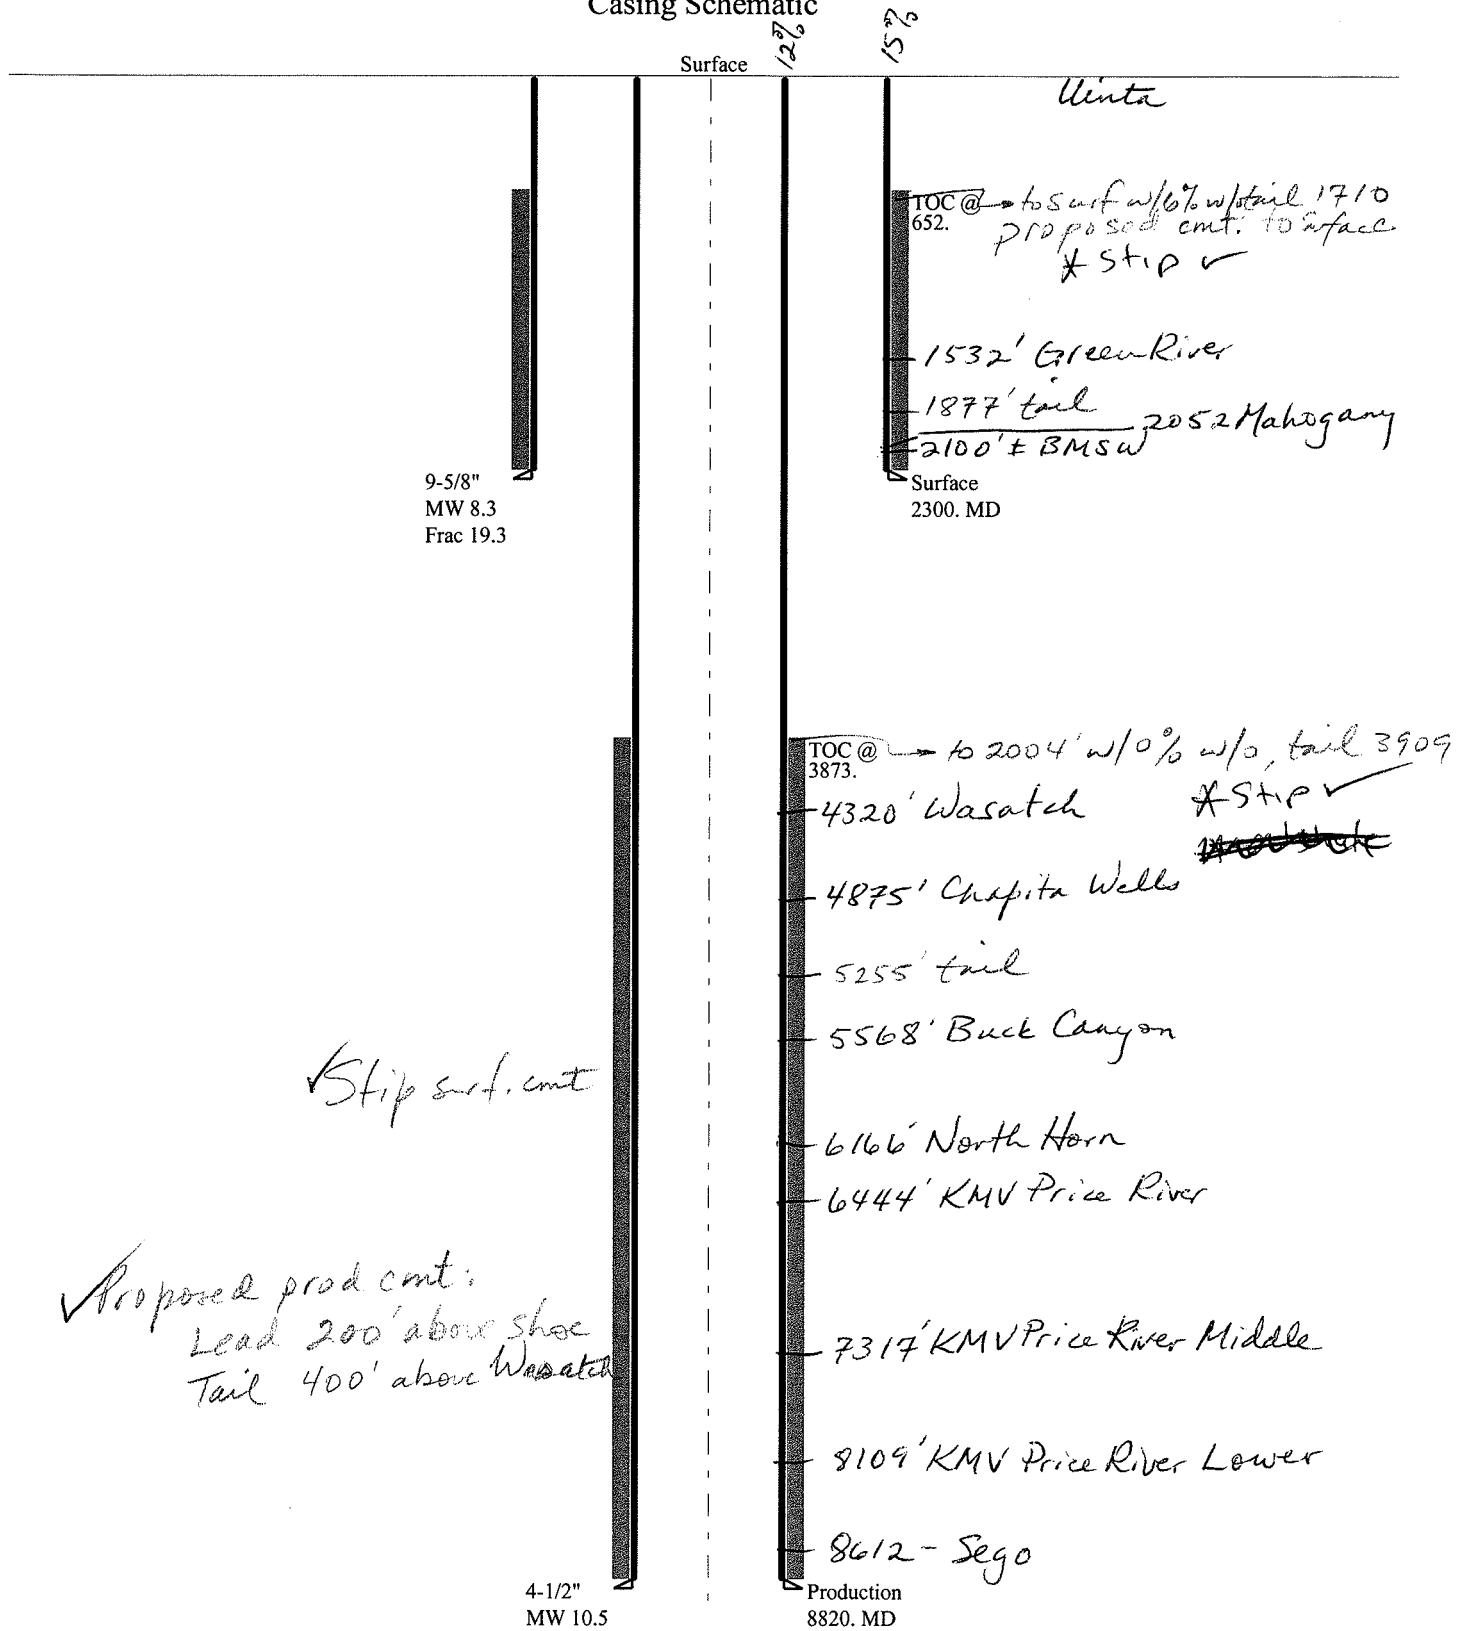 Casing Schematic
12%
15%
Surface
Uinta
TOC @ → to surf w/6% w/o tail 1710
652. proposed cmt. to surface
* Stip ✓
1532' Green River
1877' tail
2052 Mahogany
2100' ± BMSW
9-5/8"
MW 8.3
Frac 19.3
Surface
2300. MD
TOC @ → to 2004' w/0% w/o, tail 3909
3873.
* Stip ✓
4320' Wasatch
4875' Chapita Wells
5255' tail
5568' Buck Canyon
✓Stip surf. cmt
6166' North Horn
6444' KMV Price River
✓Proposed prod cmt:
Lead 200' above shoe
Tail 400' above Wasatch
7317' KMV Price River Middle
8109' KMV Price River Lower
8612 - Sego
4-1/2"
MW 10.5
Production
8820. MD